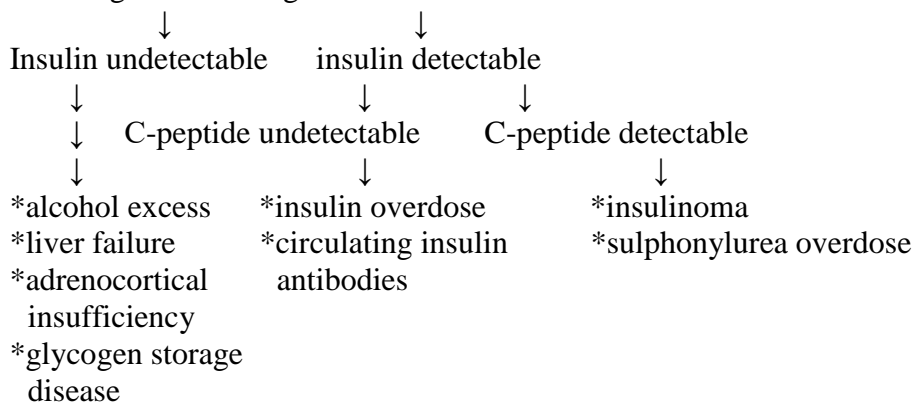 ↓ ↓
Insulin undetectable insulin detectable
↓ ↓ ↓
↓ C-peptide undetectable C-peptide detectable
↓ ↓ ↓
*alcohol excess *insulin overdose *insulinoma
*liver failure *circulating insulin *sulphonylurea overdose
*adrenocortical antibodies
insufficiency
*glycogen storage
disease